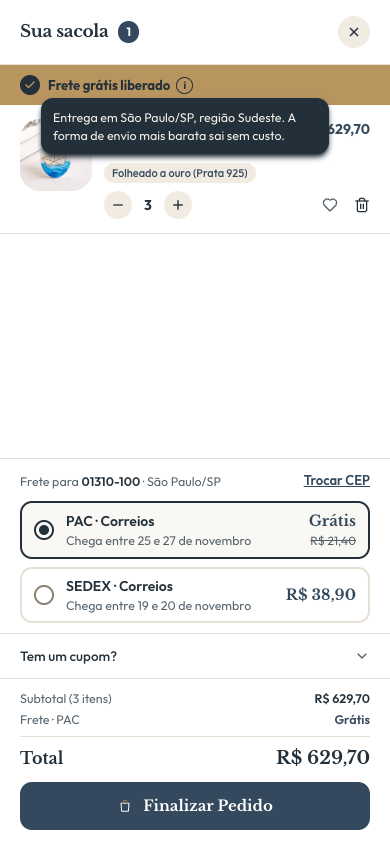 Sua sacola 1
Frete grátis liberado i
Entrega em São Paulo/SP, região Sudeste. A
forma de envio mais barata sai sem custo.
629,70
Folheado a ouro (Prata 925)
3
Frete para 01310-100 · São Paulo/SP
Trocar CEP
PAC · Correios
Grátis
Chega entre 25 e 27 de novembro
R$ 21,40
SEDEX · Correios
Chega entre 19 e 20 de novembro
R$ 38,90
Tem um cupom?
Subtotal (3 itens)
R$ 629,70
Frete · PAC
Grátis
Total
R$ 629,70
Finalizar Pedido